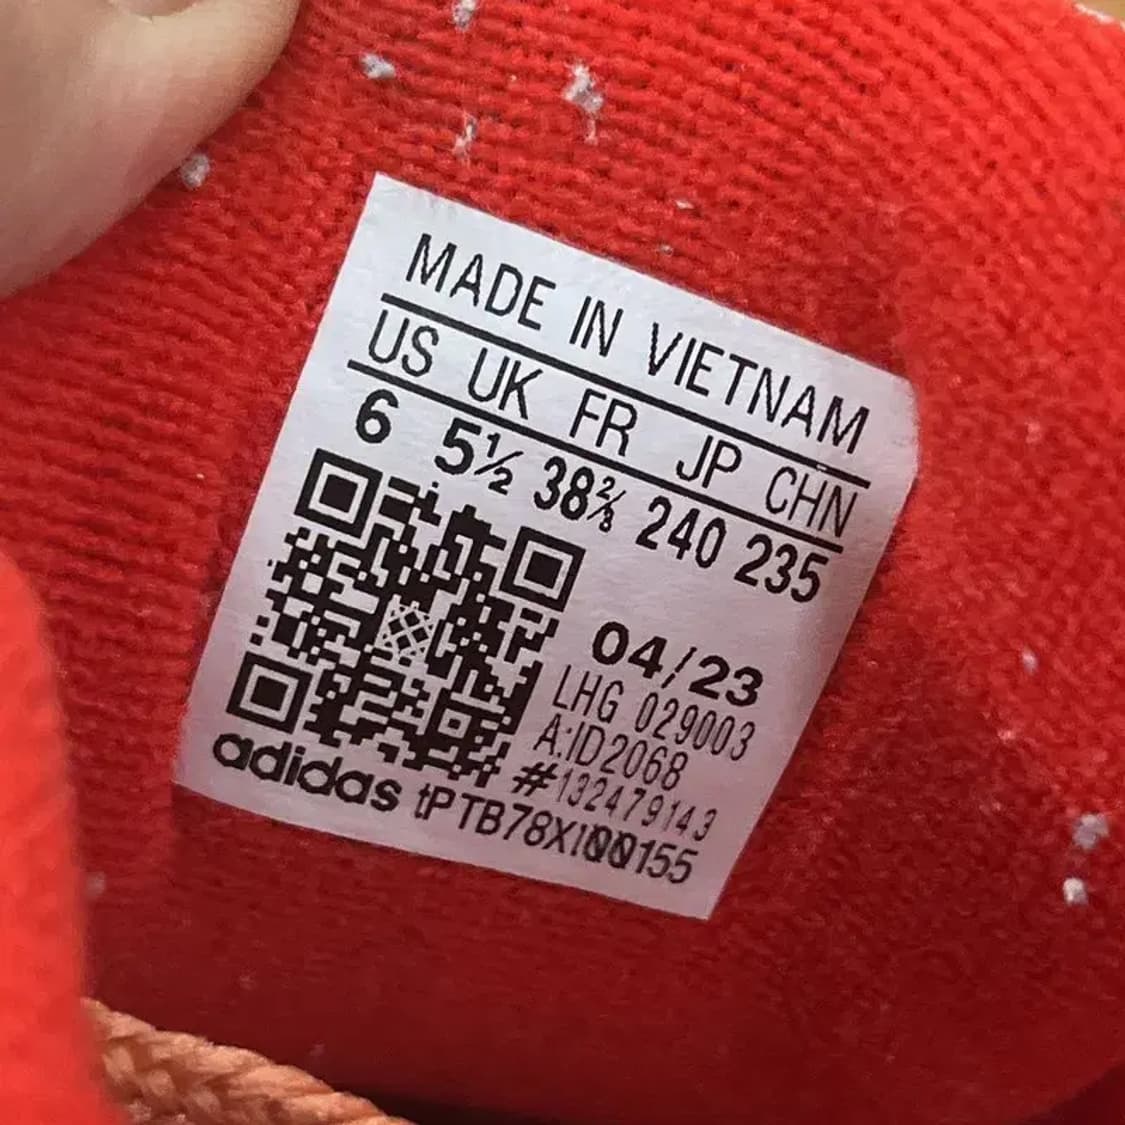 MADE IN VIETNAM
US UK FR JP CHN
6 5½ 38⅔ 240 235
04/23
LHG 029003
A:ID2068
#132479143
adidas tPTB78XI00155